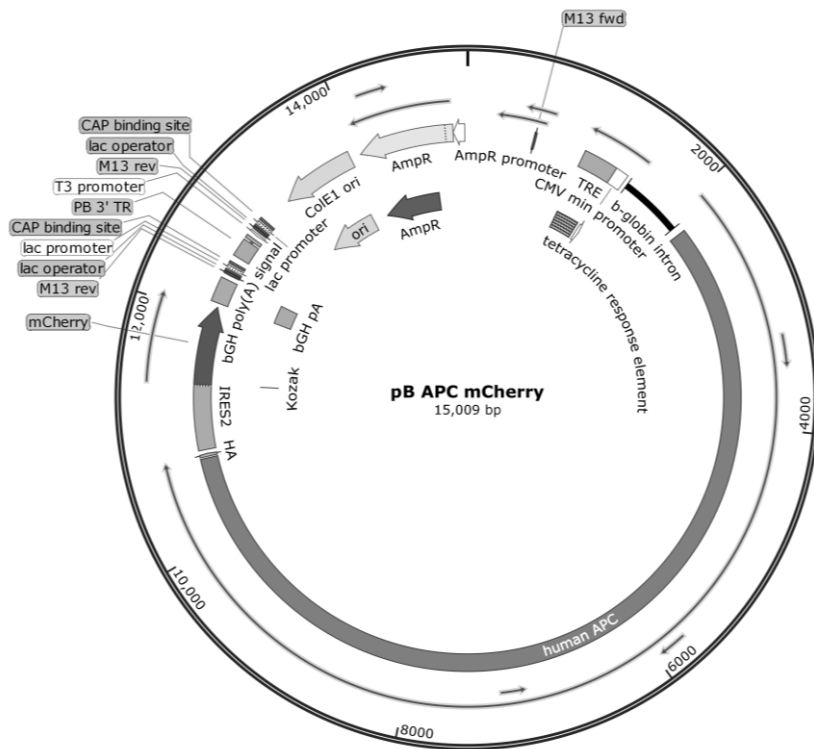 M13 fwd
14,000
CAP binding site
lac operator
M13 rev
T3 promoter
PB 3' TR
CAP binding site
lac promoter
lac operator
M13 rev
mCherry
12,000
AmpR
AmpR promoter
ColE1 ori
lac promoter
ori
AmpR
TRE
CMV min promoter
b-globin intron
2000
tetracycline response element
bGH poly(A) signal
bGH pA
Kozak
IRES2
HA
pB APC mCherry
15,009 bp
4000
human APC
6000
8000
10,000